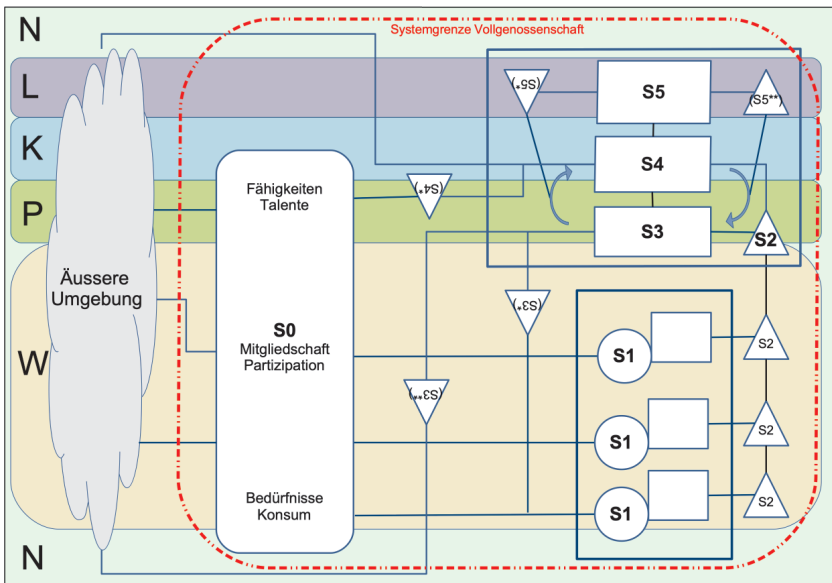 N
Systemgrenze Vollgenossenschaft
L
(S5*)
S5
(S5**)
K
S4
Fähigkeiten
Talente
(S4*)
P
S3
S2
Äussere
Umgebung
(S3*)
S0
Mitgliedschaft
Partizipation
S1
S2
W
(S3**)
S1
S2
Bedürfnisse
Konsum
S1
S2
N